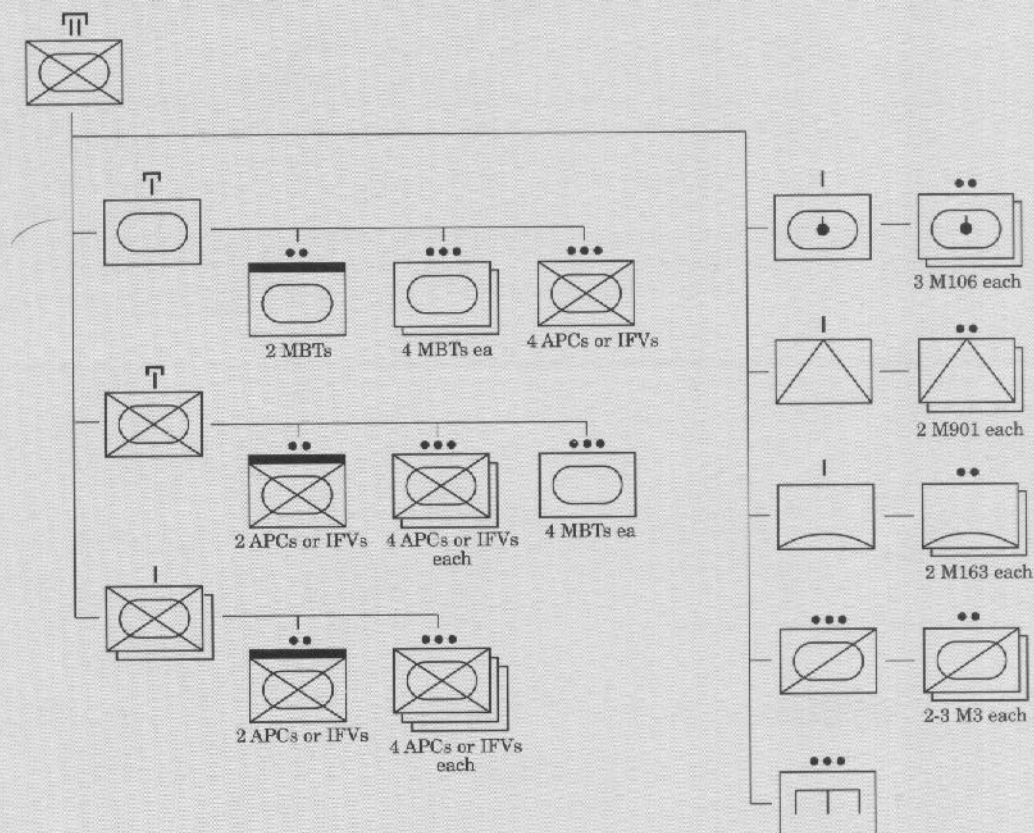 2 MBTs
4 MBTs ea
4 APCs or IFVs
2 APCs or IFVs
4 APCs or IFVs
each
4 MBTs ea
2 APCs or IFVs
4 APCs or IFVs
each
3 M106 each
2 M901 each
2 M163 each
2-3 M3 each